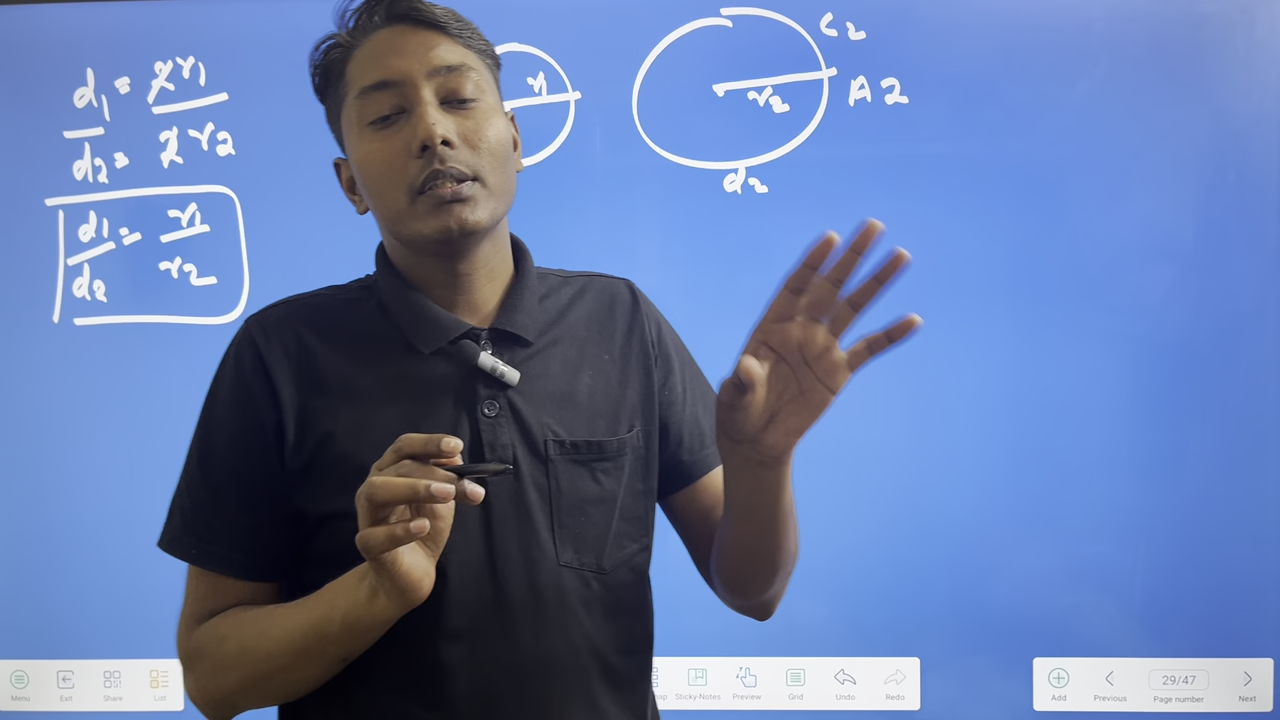 d₁ = 2r₁
d₂ = 2r₂
d₁/d₂ = r₁/r₂
r₁
r₂
C₂
A2
d₂
Menu
Exit
Share
List
Sticky-Notes
Preview
Grid
Undo
Redo
Add
Previous
29/47
Page number
Next